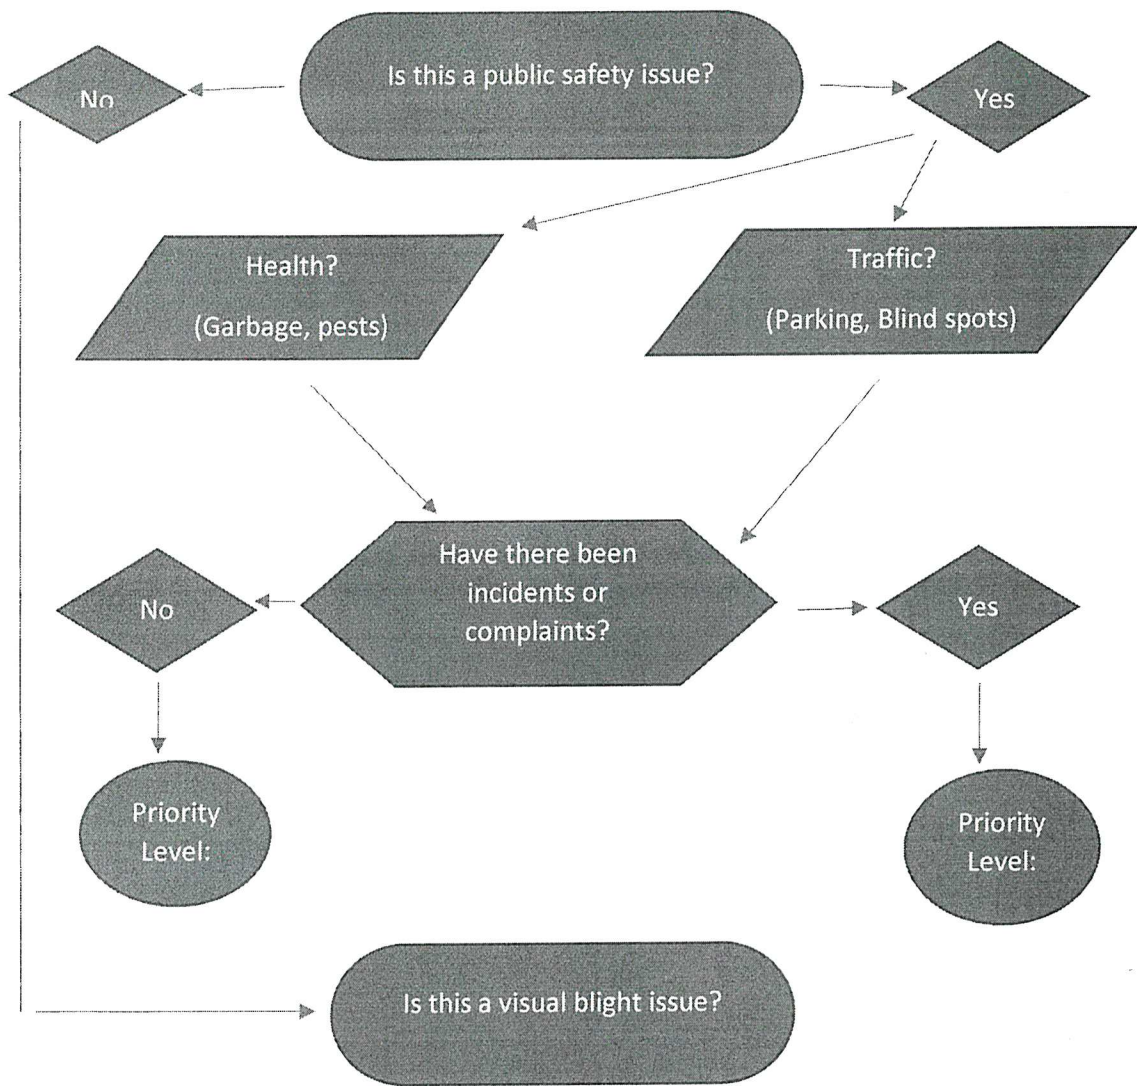 Is this a public safety issue?
No
Yes
Health?
(Garbage, pests)
Traffic?
(Parking, Blind spots)
Have there been
incidents or
complaints?
No
Yes
Priority
Level:
Priority
Level:
Is this a visual blight issue?